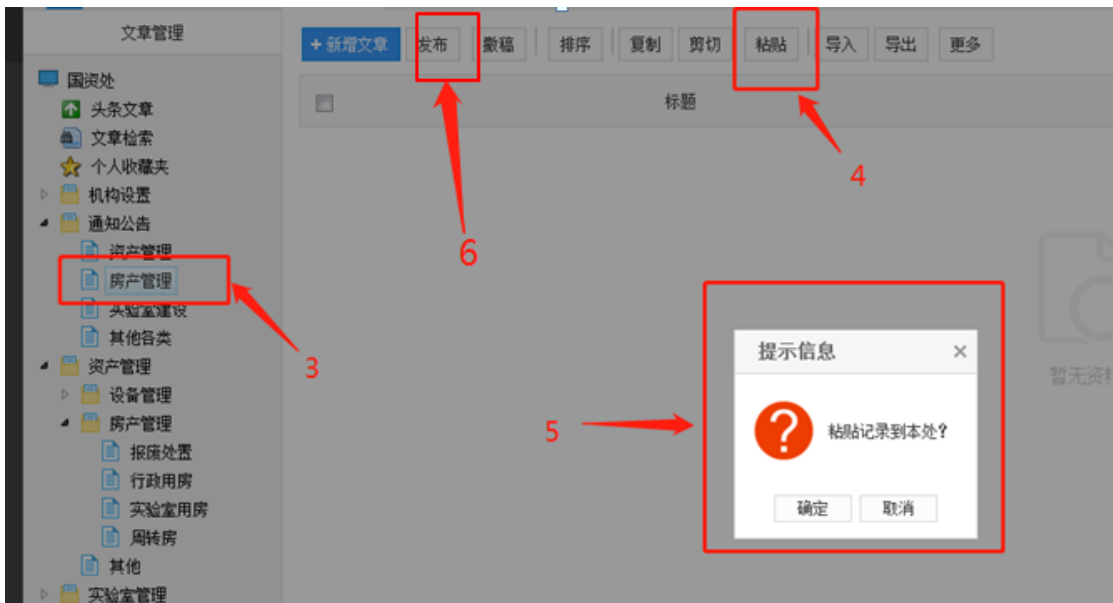 文章管理
+ 新增文章 发布 撤稿 排序 复制 剪切 粘贴 导入 导出 更多
国资处
头条文章
标题
文章检索
个人收藏夹
4
机构设置
通知公告
资产管理
6
房产管理
实验室建设
其他各类
提示信息
资产管理
3
暂无资料
设备管理
房产管理
5
粘贴记录到本处?
报废处置
行政用房
实验室用房
确定 取消
周转房
其他
实验室管理